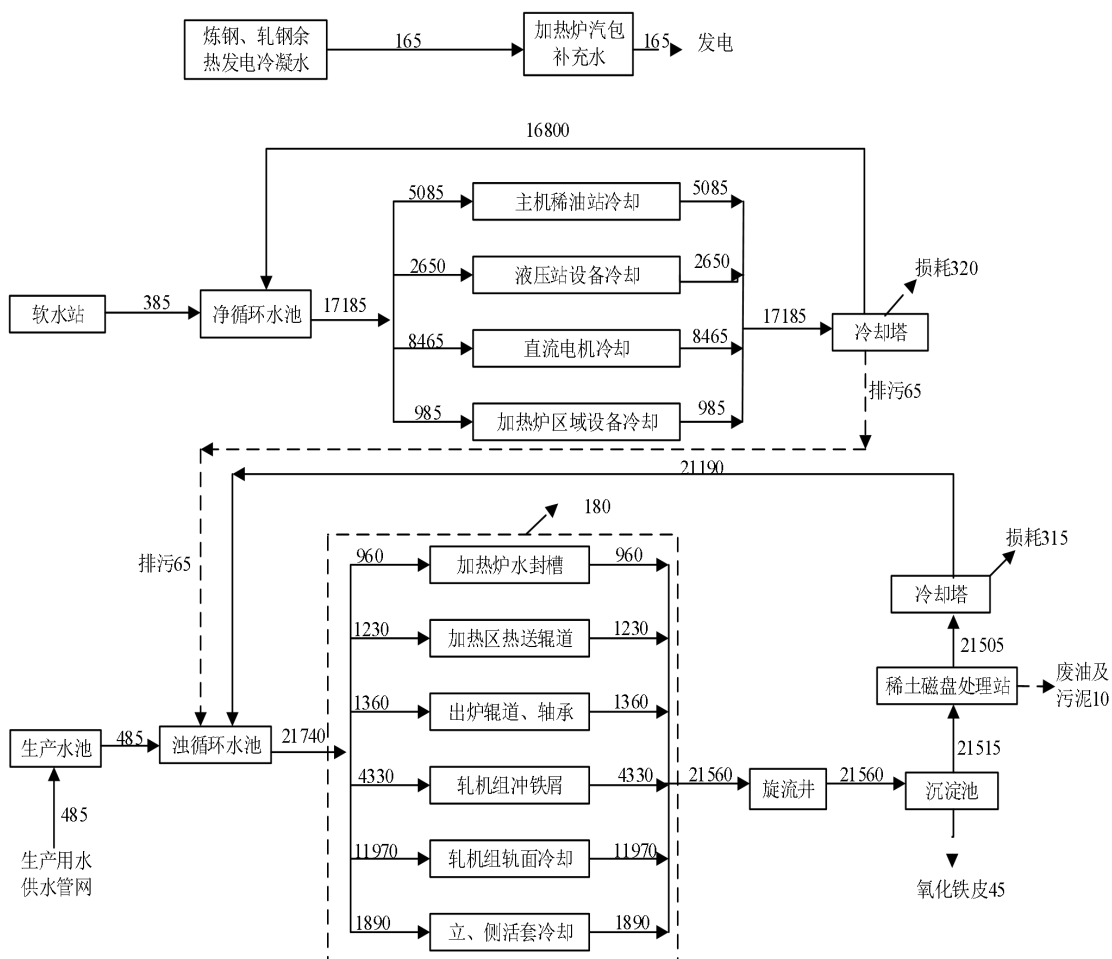 炼钢、轧钢余
热发电冷凝水
165
加热炉汽包
补充水
165
发电
16800
5085
主机稀油站冷却
5085
2650
液压站设备冷却
2650
损耗320
软水站
385
净循环水池
17185
17185
冷却塔
8465
直流电机冷却
8465
排污65
985
加热炉区域设备冷却
985
21190
180
排污65
960
加热炉水封槽
960
损耗315
冷却塔
1230
加热区热送辊道
1230
21505
稀土磁盘处理站
废油及
污泥10
1360
出炉辊道、轴承
1360
生产水池
485
浊循环水池
21740
21515
4330
轧机组冲铁屑
4330
21560
旋流井
21560
沉淀池
485
生产用水
供水管网
11970
轧机组轨面冷却
11970
氧化铁皮45
1890
立、侧活套冷却
1890